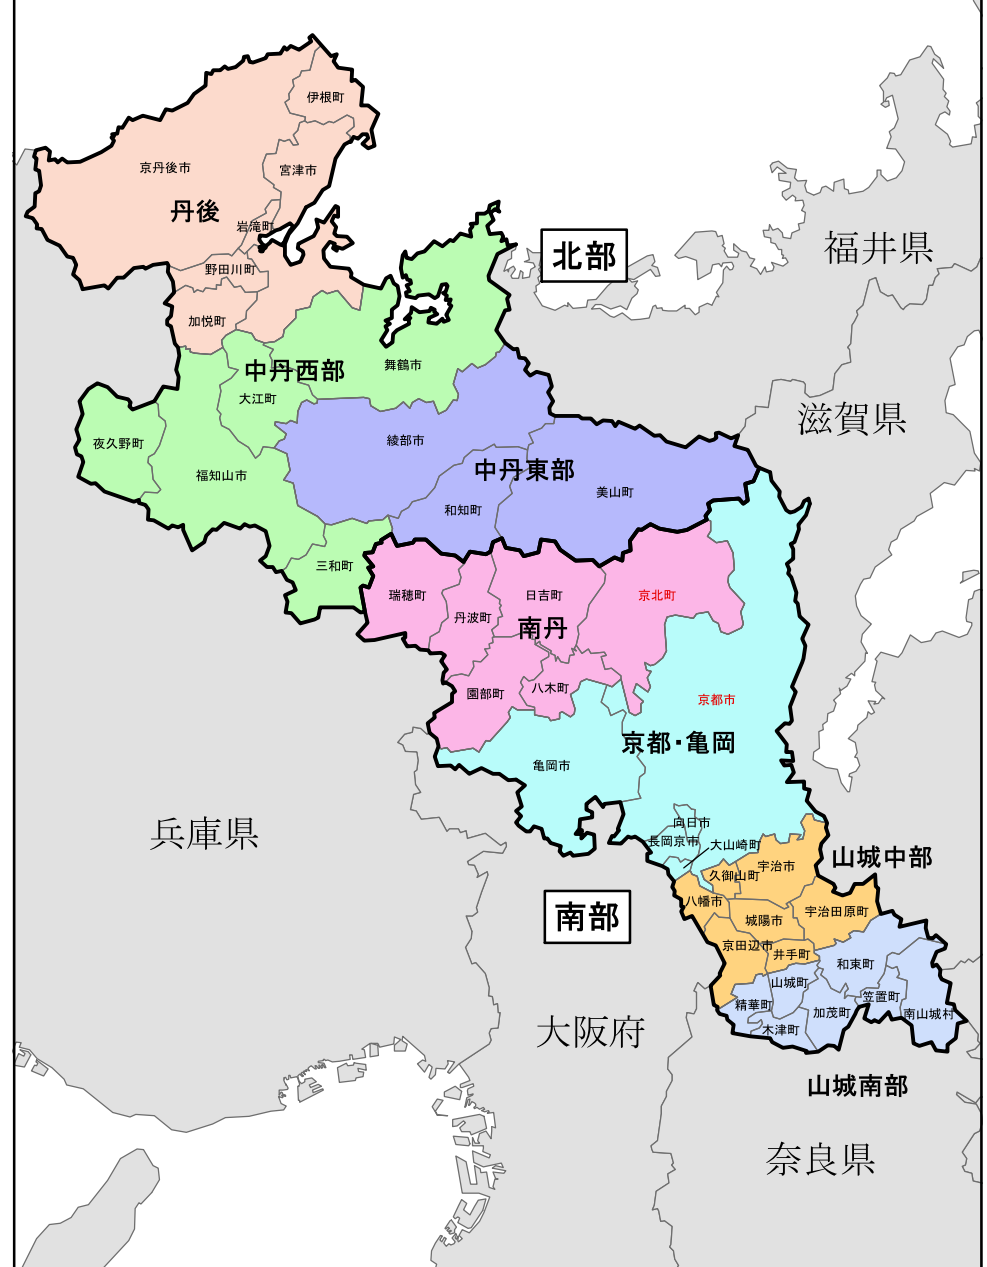 伊根町
京丹後市
宮津市
丹後
岩滝町
北部
福井県
野田川町
加悦町
中丹西部
舞鶴市
大江町
滋賀県
夜久野町
綾部市
福知山市
中丹東部
美山町
和知町
三和町
瑞穂町
日吉町
京北町
丹波町
南丹
園部町
八木町
京都市
京都・亀岡
亀岡市
兵庫県
向日市
長岡京市
大山崎町
山城中部
宇治市
久御山町
八幡市
南部
城陽市
宇治田原町
京田辺市
井手町
和束町
山城町
笠置町
精華町
加茂町
南山城村
木津町
大阪府
山城南部
奈良県